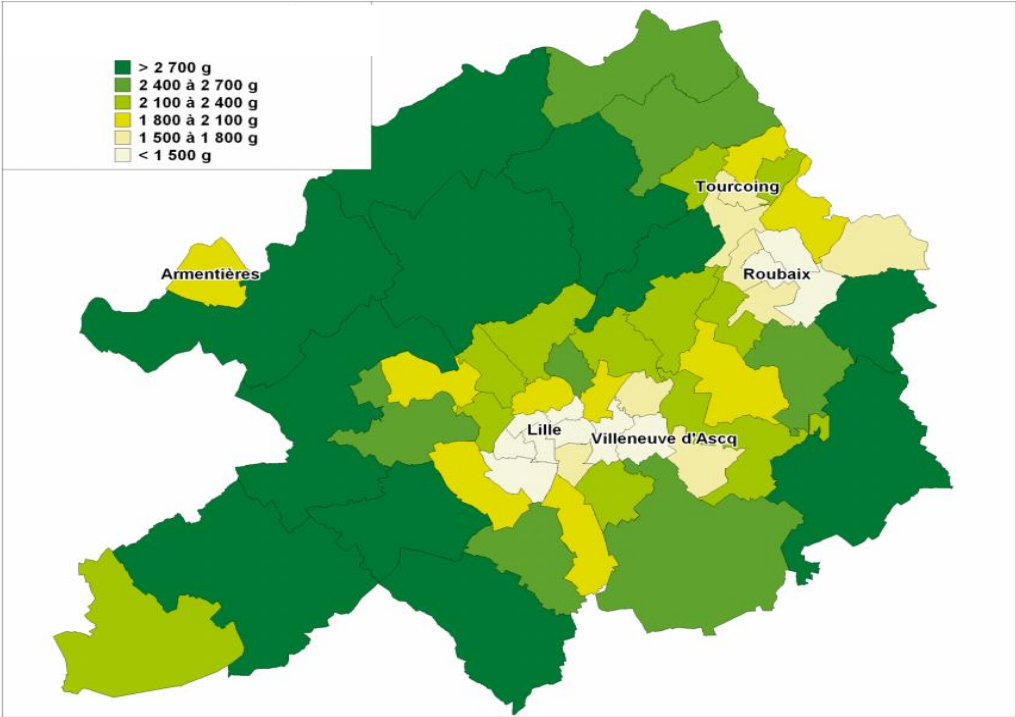 > 2 700 g
2 400 à 2 700 g
2 100 à 2 400 g
1 800 à 2 100 g
1 500 à 1 800 g
< 1 500 g
Tourcoing
Armentières
Roubaix
Lille
Villeneuve d'Ascq